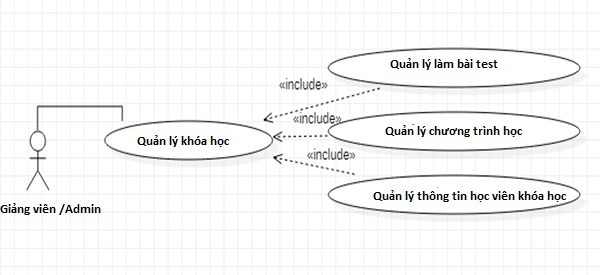 Quản lý làm bài test
«include»
«include»
Quản lý chương trình học
Quản lý khóa học
«include»
Quản lý thông tin học viên khóa học
Giảng viên /Admin